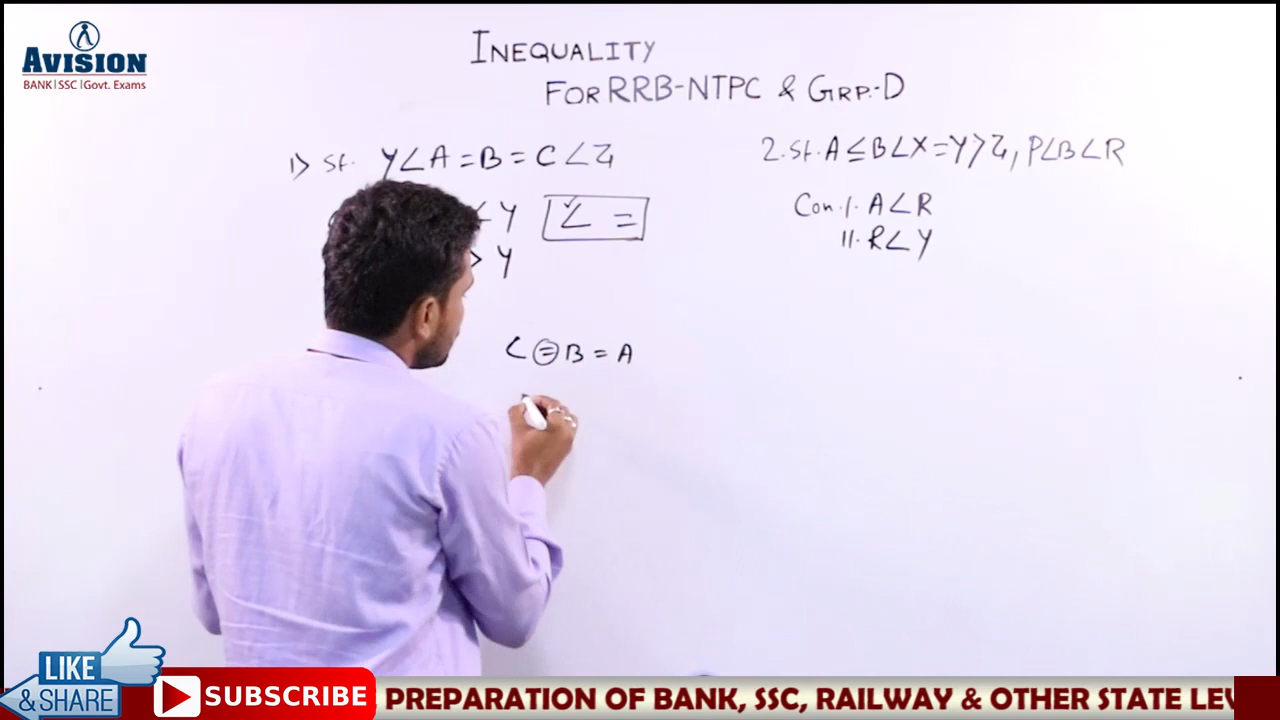 AVISION
BANK | SSC | Govt. Exams
INEQUALITY
FOR RRB-NTPC & GRP.-D
1> St. Y<A=B=C<Z
< Y < =
> Y
< = B = A
2. St. A≤B<X=Y>Z, P<B<R
Con. I. A<R
II. R<Y
LIKE
& SHARE
SUBSCRIBE
PREPARATION OF BANK, SSC, RAILWAY & OTHER STATE LEV